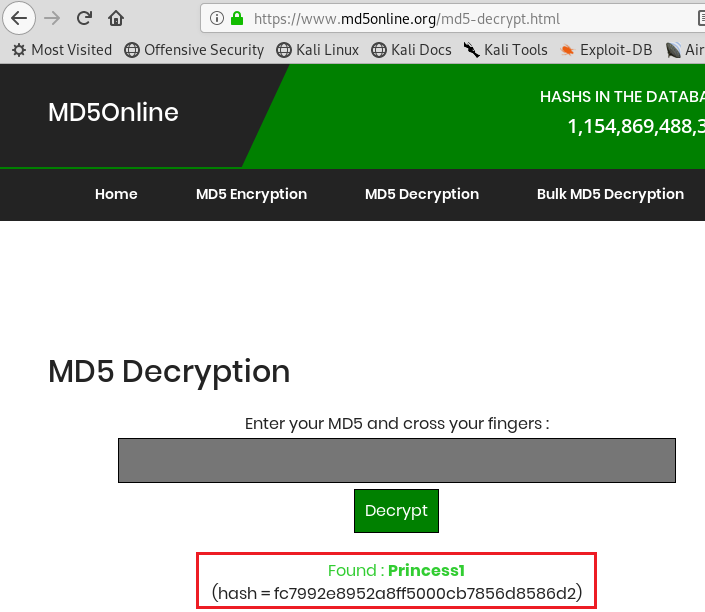 https://www.md5online.org/md5-decrypt.html
Most Visited Offensive Security Kali Linux Kali Docs Kali Tools Exploit-DB Air
MD5Online
HASHS IN THE DATABA
1,154,869,488,3
Home MD5 Encryption MD5 Decryption Bulk MD5 Decryption
MD5 Decryption
Enter your MD5 and cross your fingers :
Decrypt
Found : Princess1
(hash = fc7992e8952a8ff5000cb7856d8586d2)